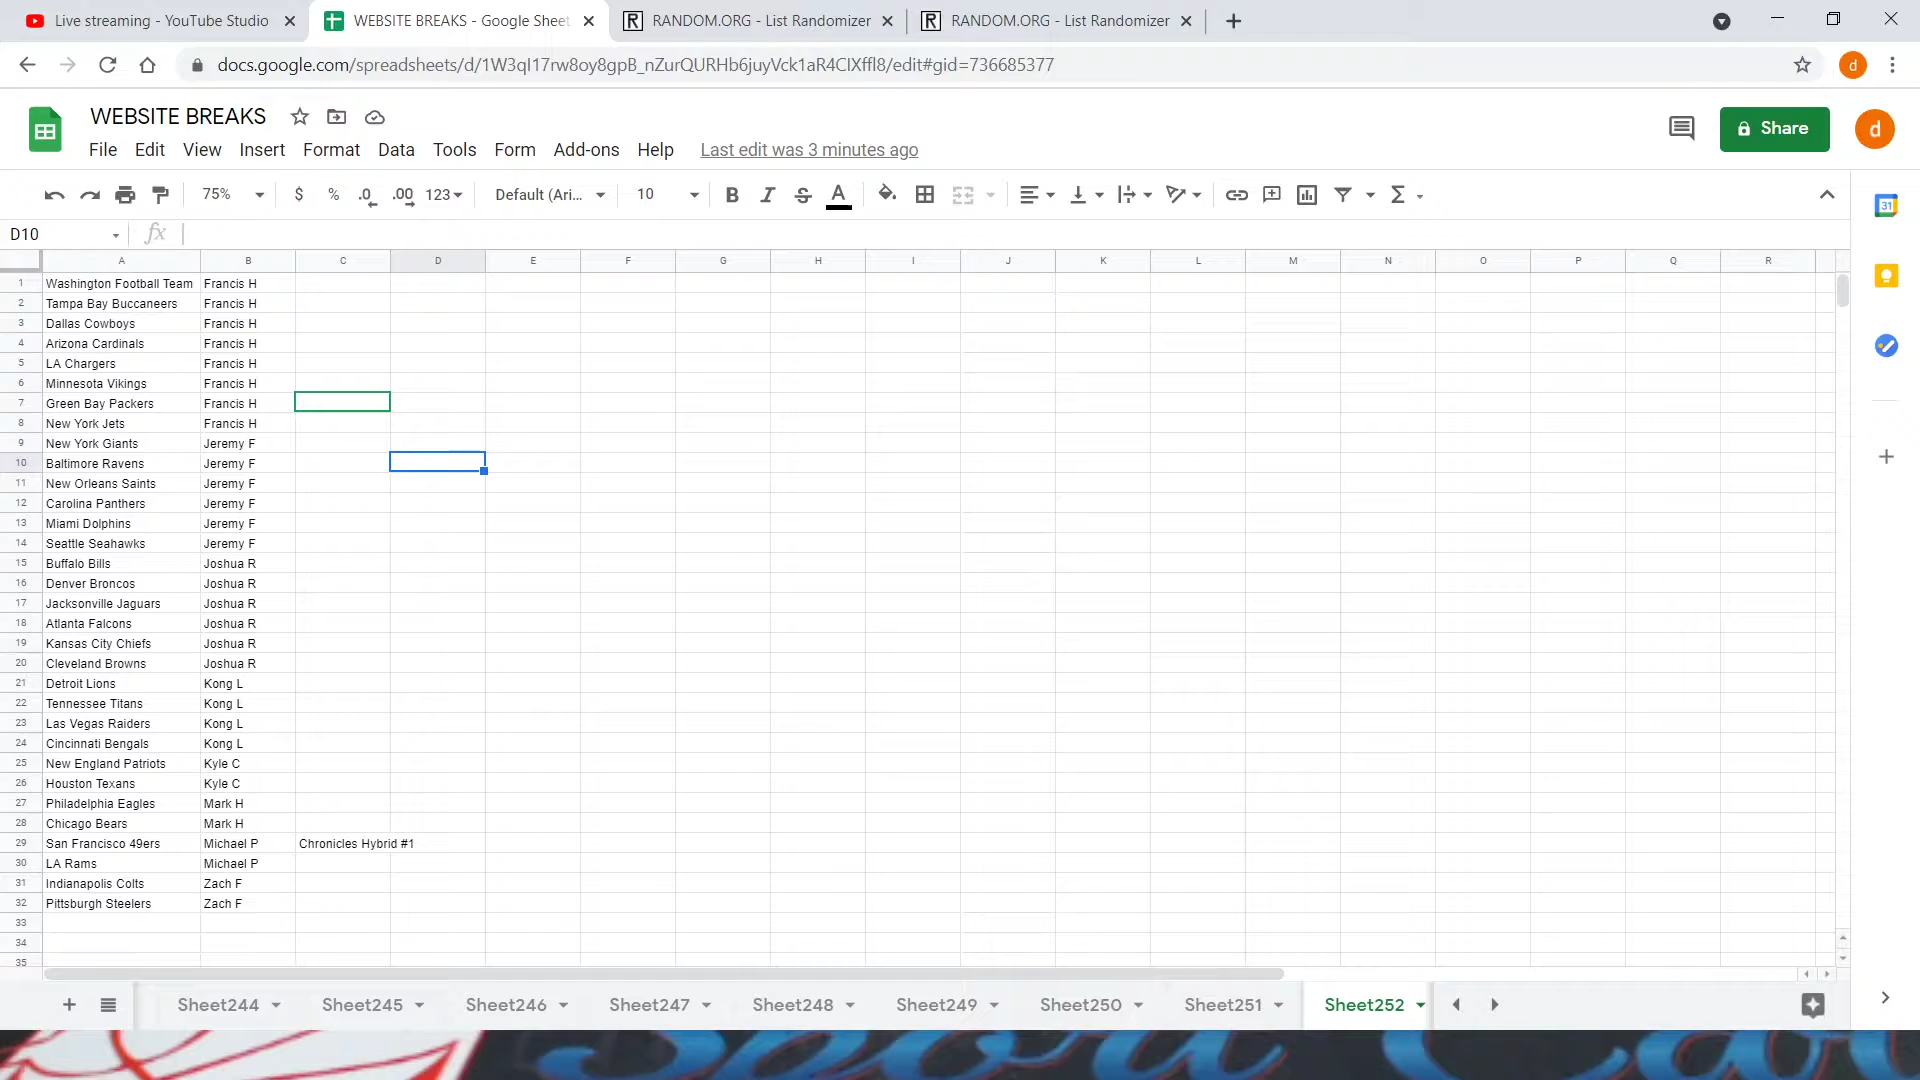 Live streaming - YouTube Studio
WEBSITE BREAKS - Google Sheet
RANDOM.ORG - List Randomizer
RANDOM.ORG - List Randomizer
docs.google.com/spreadsheets/d/1W3qI17rw8oy8gpB_nZurQURHb6juyVck1aR4ClXffl8/edit#gid=736685377
d
WEBSITE BREAKS
Share
d
File Edit View Insert Format Data Tools Form Add-ons Help Last edit was 3 minutes ago
75% $ % .0 .00 123 Default (Ari... 10 B I S A Σ
31
D10 fx
A B C D E F G H I J K L M N O P Q R
1 Washington Football Team Francis H
2 Tampa Bay Buccaneers Francis H
3 Dallas Cowboys Francis H
4 Arizona Cardinals Francis H
5 LA Chargers Francis H
6 Minnesota Vikings Francis H
7 Green Bay Packers Francis H
8 New York Jets Francis H
9 New York Giants Jeremy F
10 Baltimore Ravens Jeremy F
11 New Orleans Saints Jeremy F
12 Carolina Panthers Jeremy F
13 Miami Dolphins Jeremy F
14 Seattle Seahawks Jeremy F
15 Buffalo Bills Joshua R
16 Denver Broncos Joshua R
17 Jacksonville Jaguars Joshua R
18 Atlanta Falcons Joshua R
19 Kansas City Chiefs Joshua R
20 Cleveland Browns Joshua R
21 Detroit Lions Kong L
22 Tennessee Titans Kong L
23 Las Vegas Raiders Kong L
24 Cincinnati Bengals Kong L
25 New England Patriots Kyle C
26 Houston Texans Kyle C
27 Philadelphia Eagles Mark H
28 Chicago Bears Mark H
29 San Francisco 49ers Michael P Chronicles Hybrid #1
30 LA Rams Michael P
31 Indianapolis Colts Zach F
32 Pittsburgh Steelers Zach F
33
34
35
Sheet244 Sheet245 Sheet246 Sheet247 Sheet248 Sheet249 Sheet250 Sheet251 Sheet252